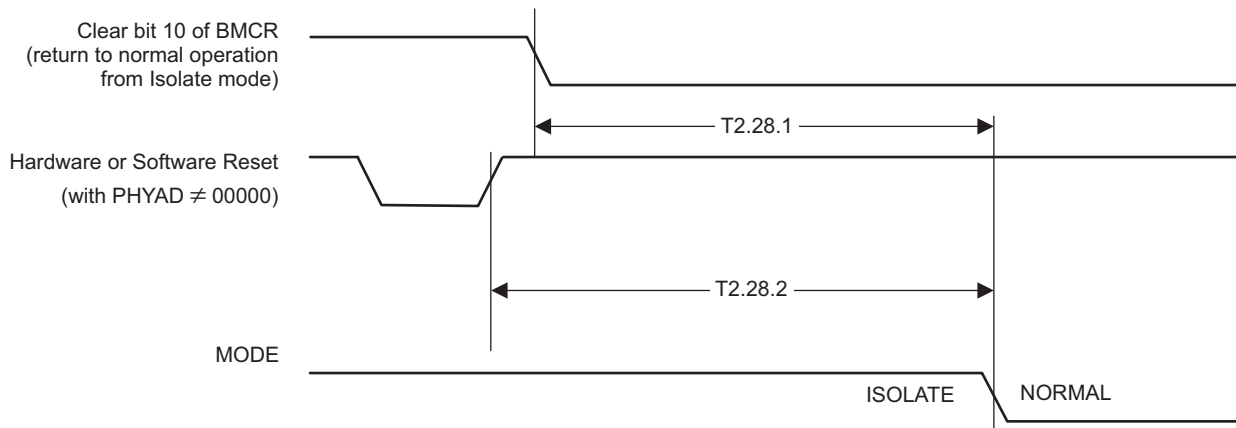 Clear bit 10 of BMCR
(return to normal operation
from Isolate mode)
T2.28.1
Hardware or Software Reset
(with PHYAD ≠ 00000)
T2.28.2
MODE
ISOLATE
NORMAL